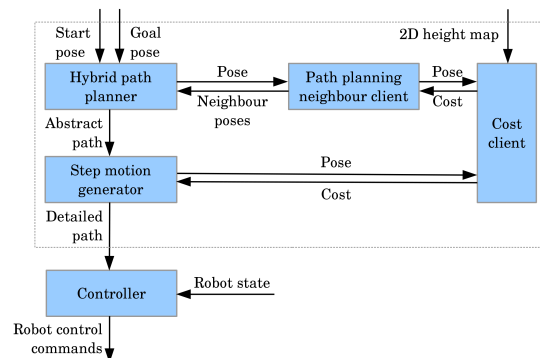 Start
pose
Goal
pose
2D height map
Hybrid path
planner
Pose
Neighbour
poses
Path planning
neighbour client
Pose
Cost
Cost
client
Abstract
path
Step motion
generator
Pose
Cost
Detailed
path
Controller
Robot state
Robot control
commands